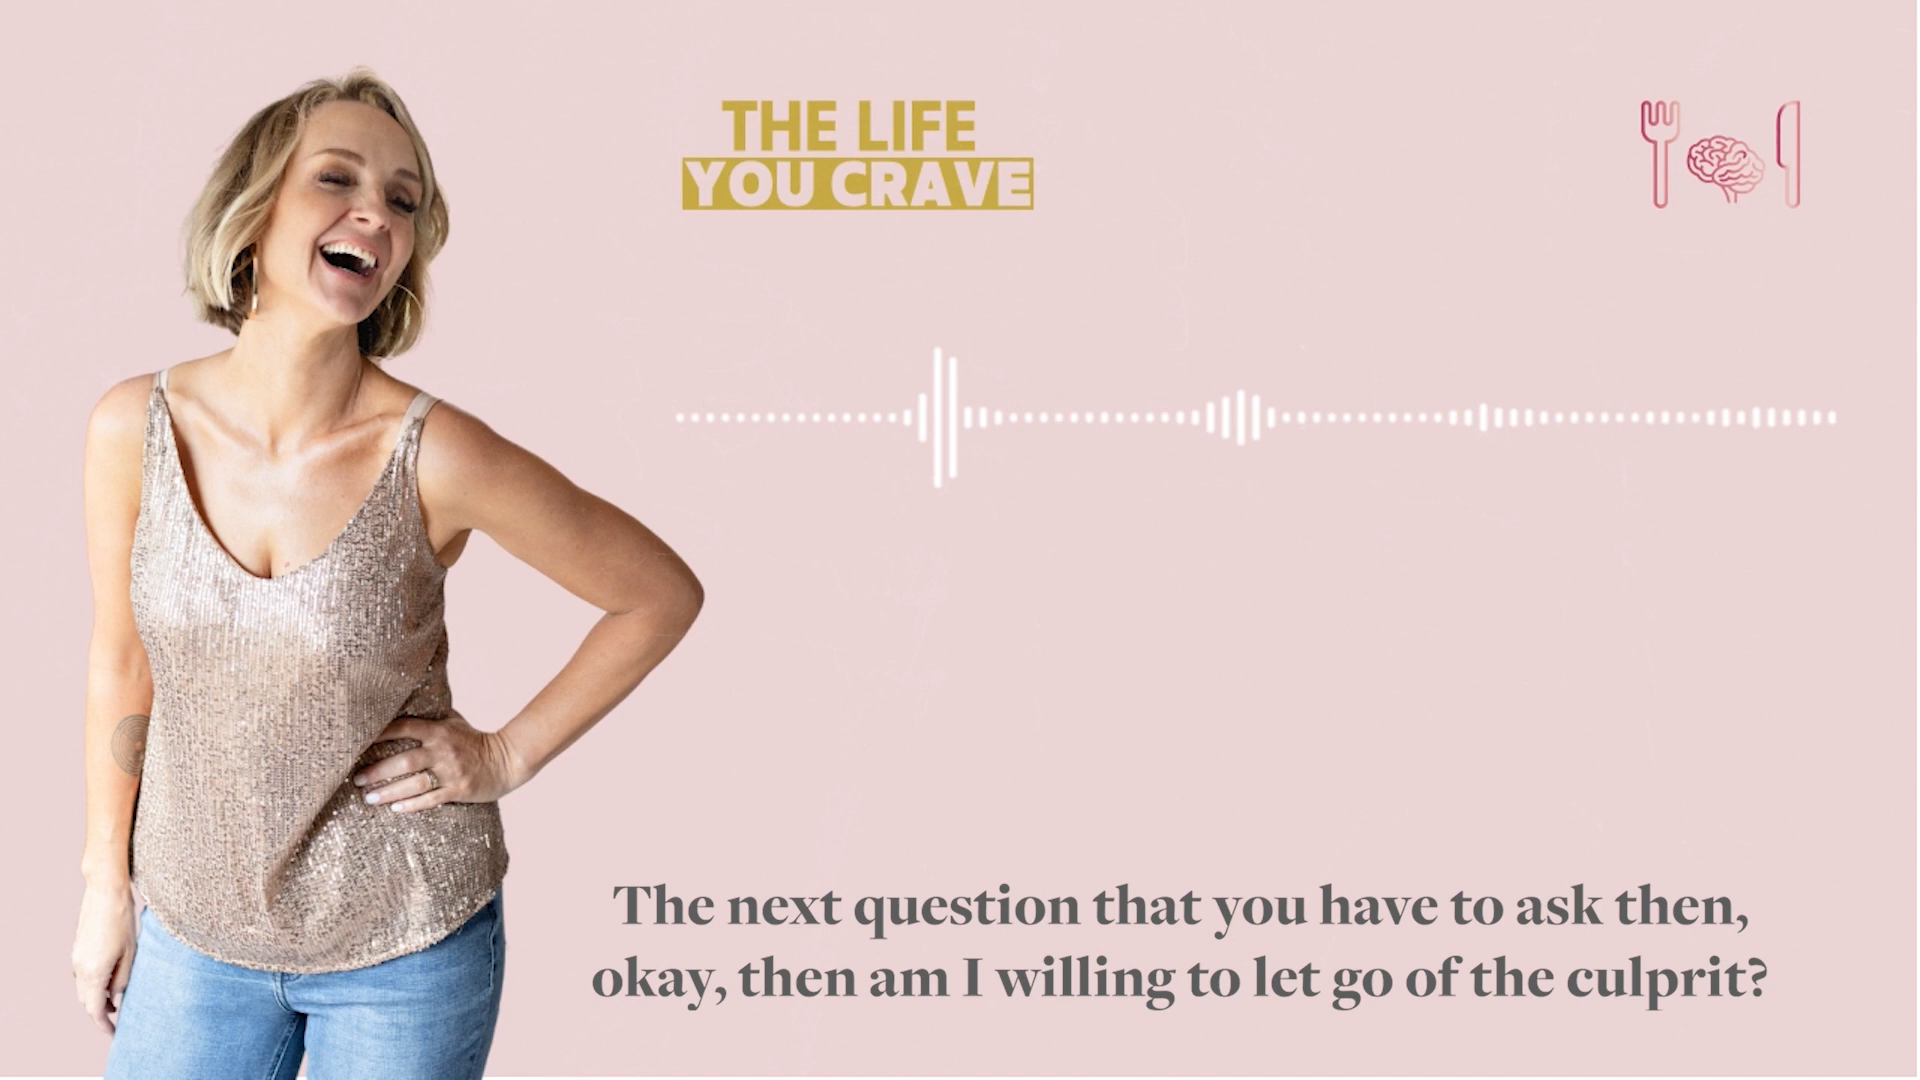 THE LIFE
YOU CRAVE
The next question that you have to ask then,
okay, then am I willing to let go of the culprit?